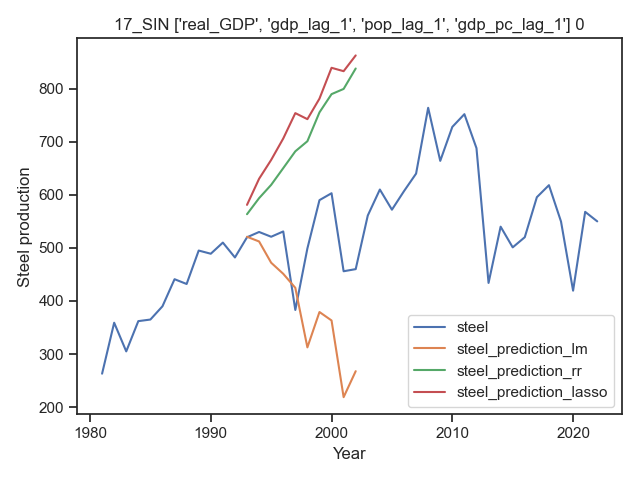 17_SIN ['real_GDP', 'gdp_lag_1', 'pop_lag_1', 'gdp_pc_lag_1'] 0
800
700
600
500
400
300
200
Steel production
1980
1990
2000
2010
2020
Year
steel
steel_prediction_lm
steel_prediction_rr
steel_prediction_lasso